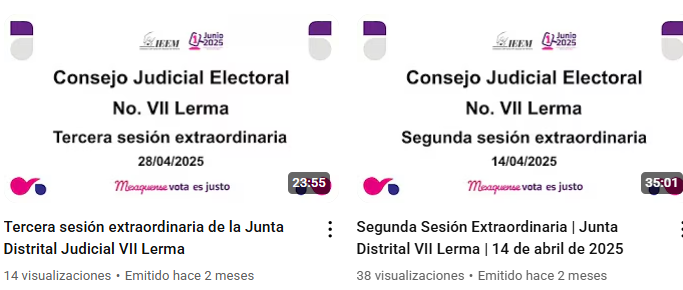 IEEM
1 Junio
2025
Consejo Judicial Electoral
No. VII Lerma
Tercera sesión extraordinaria
28/04/2025
Mexaquense vota es justo
23:55
Tercera sesión extraordinaria de la Junta
Distrital Judicial VII Lerma
14 visualizaciones • Emitido hace 2 meses
IEEM
1 Junio
2025
Consejo Judicial Electoral
No. VII Lerma
Segunda sesión extraordinaria
14/04/2025
Mexaquense vota es justo
35:01
Segunda Sesión Extraordinaria | Junta
Distrital VII Lerma | 14 de abril de 2025
38 visualizaciones • Emitido hace 2 meses